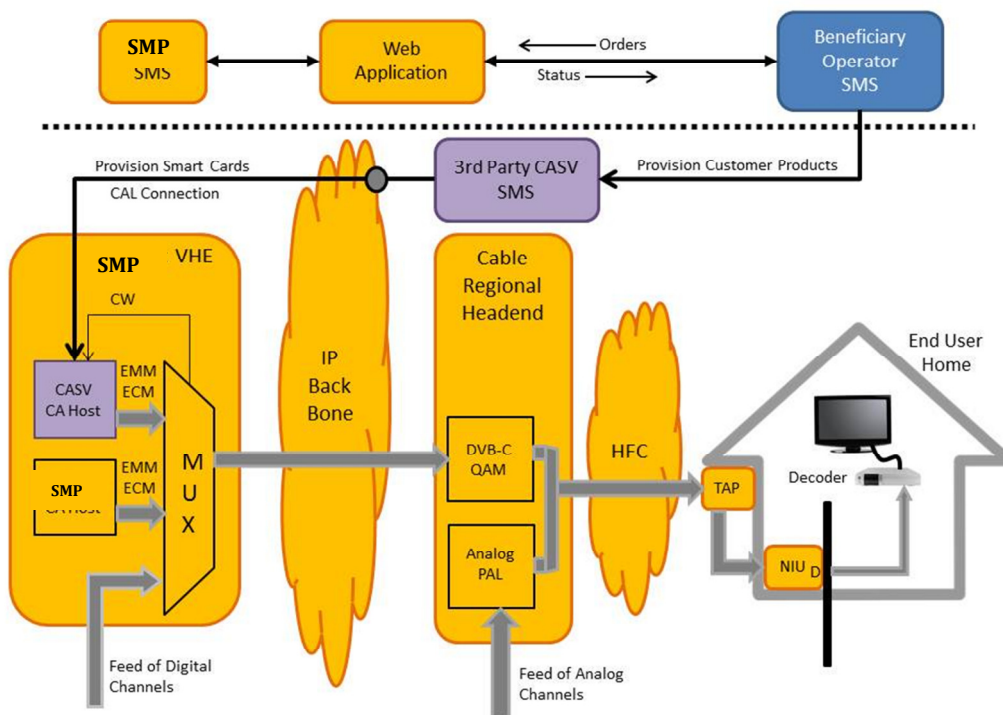 SMP
SMS
Web
Application
Orders
Status
Beneficiary
Operator
SMS
Provision Smart Cards
CAL Connection
3rd Party CASV
SMS
Provision Customer Products
SMP
VHE
CW
CASV
CA Host
EMM
ECM
SMP
CA Host
EMM
ECM
M
U
X
Feed of Digital
Channels
IP
Back
Bone
Cable
Regional
Headend
DVB-C
QAM
Analog
PAL
Feed of Analog
Channels
HFC
End User
Home
Decoder
TAP
NIU
D